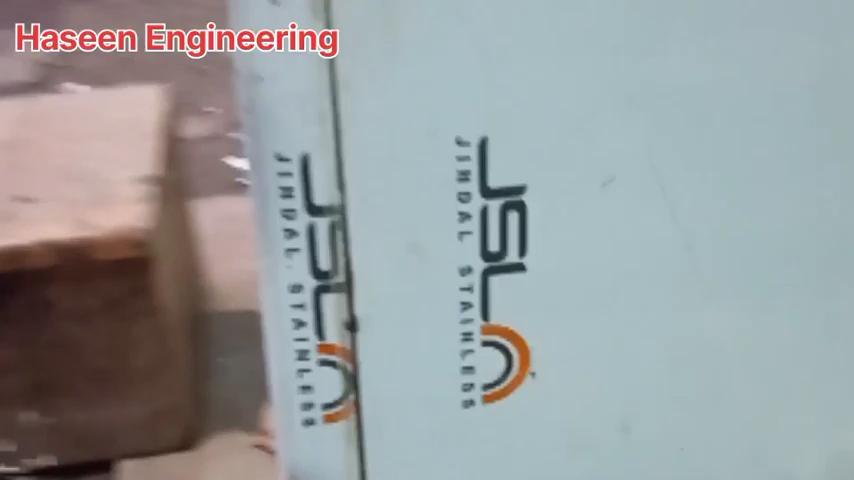 Haseen Engineering
JSL
JINDAL STAINLESS
JSL
JINDAL. STAINLESS